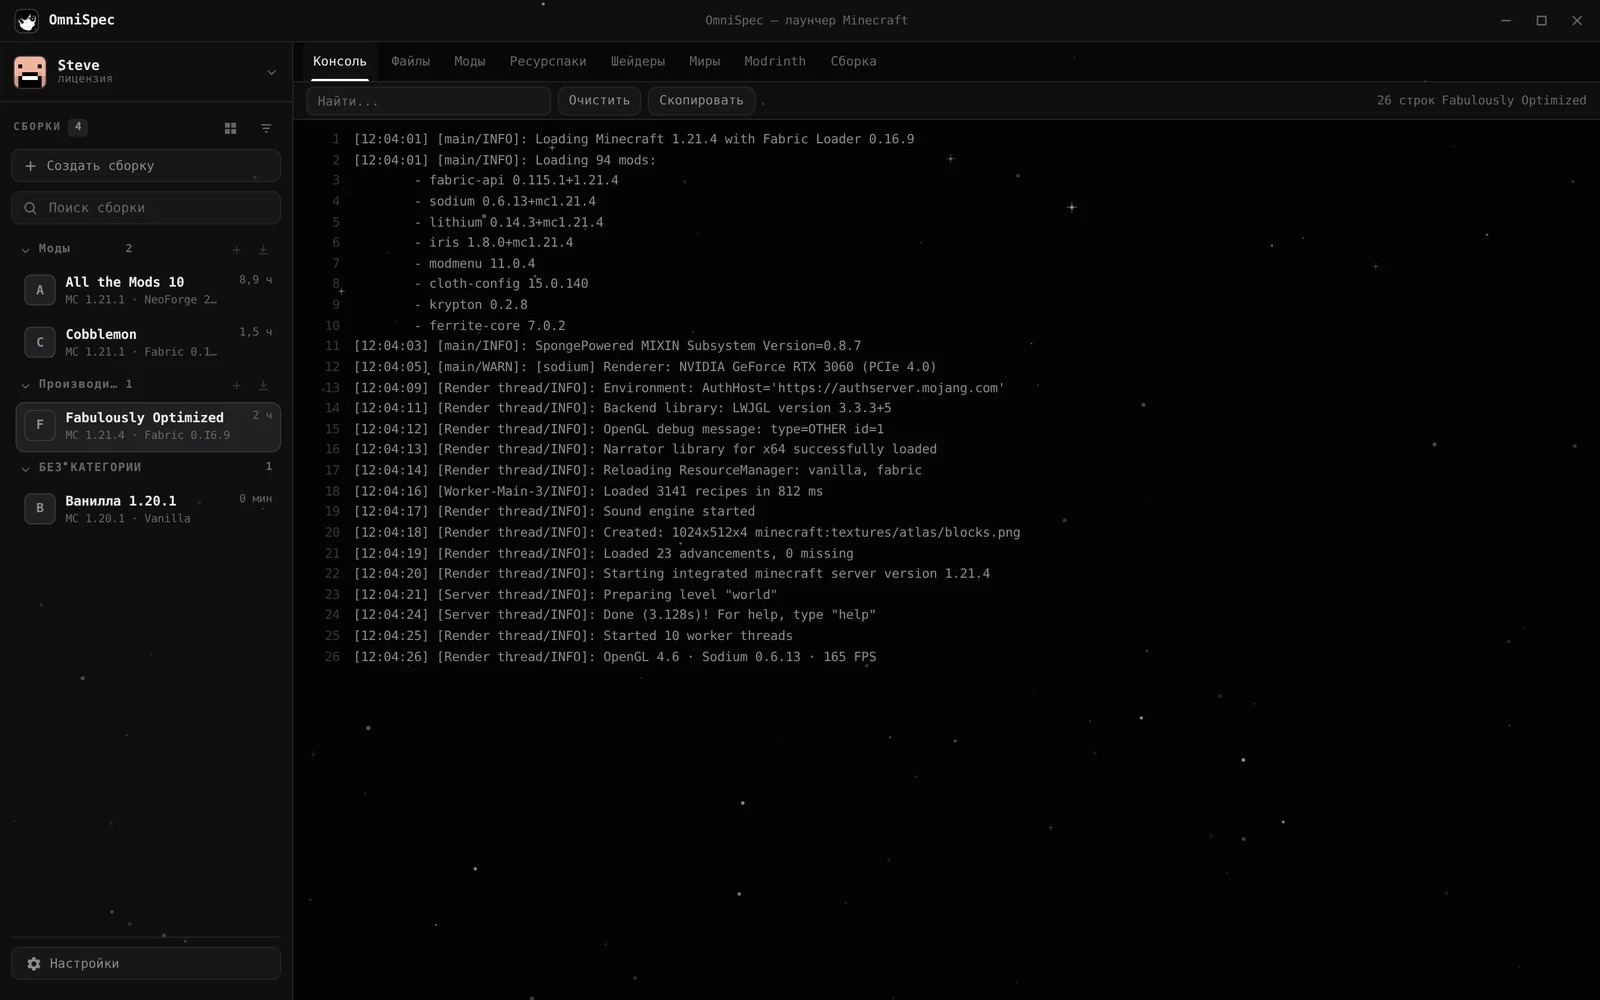 OmniSpec
OmniSpec — лаунчер Minecraft
Steve
лицензия
СБОРКИ 4
Создать сборку
Поиск сборки
Моды 2
A
All the Mods 10 8,9 ч
MC 1.21.1 · NeoForge 2…
C
Cobblemon 1,5 ч
MC 1.21.1 · Fabric 0.1…
Производи… 1
F
Fabulously Optimized 2 ч
MC 1.21.4 · Fabric 0.16.9
БЕЗ КАТЕГОРИИ 1
В
Ванилла 1.20.1 0 мин
MC 1.20.1 · Vanilla
Настройки
Консоль Файлы Моды Ресурспаки Шейдеры Миры Modrinth Сборка
Найти... Очистить Скопировать 26 строк Fabulously Optimized
1 [12:04:01] [main/INFO]: Loading Minecraft 1.21.4 with Fabric Loader 0.16.9
2 [12:04:01] [main/INFO]: Loading 94 mods:
3 - fabric-api 0.115.1+1.21.4
4 - sodium 0.6.13+mc1.21.4
5 - lithium 0.14.3+mc1.21.4
6 - iris 1.8.0+mc1.21.4
7 - modmenu 11.0.4
8 - cloth-config 15.0.140
9 - krypton 0.2.8
10 - ferrite-core 7.0.2
11 [12:04:03] [main/INFO]: SpongePowered MIXIN Subsystem Version=0.8.7
12 [12:04:05] [main/WARN]: [sodium] Renderer: NVIDIA GeForce RTX 3060 (PCIe 4.0)
13 [12:04:09] [Render thread/INFO]: Environment: AuthHost='https://authserver.mojang.com'
14 [12:04:11] [Render thread/INFO]: Backend library: LWJGL version 3.3.3+5
15 [12:04:12] [Render thread/INFO]: OpenGL debug message: type=OTHER id=1
16 [12:04:13] [Render thread/INFO]: Narrator library for x64 successfully loaded
17 [12:04:14] [Render thread/INFO]: Reloading ResourceManager: vanilla, fabric
18 [12:04:16] [Worker-Main-3/INFO]: Loaded 3141 recipes in 812 ms
19 [12:04:17] [Render thread/INFO]: Sound engine started
20 [12:04:18] [Render thread/INFO]: Created: 1024x512x4 minecraft:textures/atlas/blocks.png
21 [12:04:19] [Render thread/INFO]: Loaded 23 advancements, 0 missing
22 [12:04:20] [Render thread/INFO]: Starting integrated minecraft server version 1.21.4
23 [12:04:21] [Server thread/INFO]: Preparing level "world"
24 [12:04:24] [Server thread/INFO]: Done (3.128s)! For help, type "help"
25 [12:04:25] [Render thread/INFO]: Started 10 worker threads
26 [12:04:26] [Render thread/INFO]: OpenGL 4.6 · Sodium 0.6.13 · 165 FPS